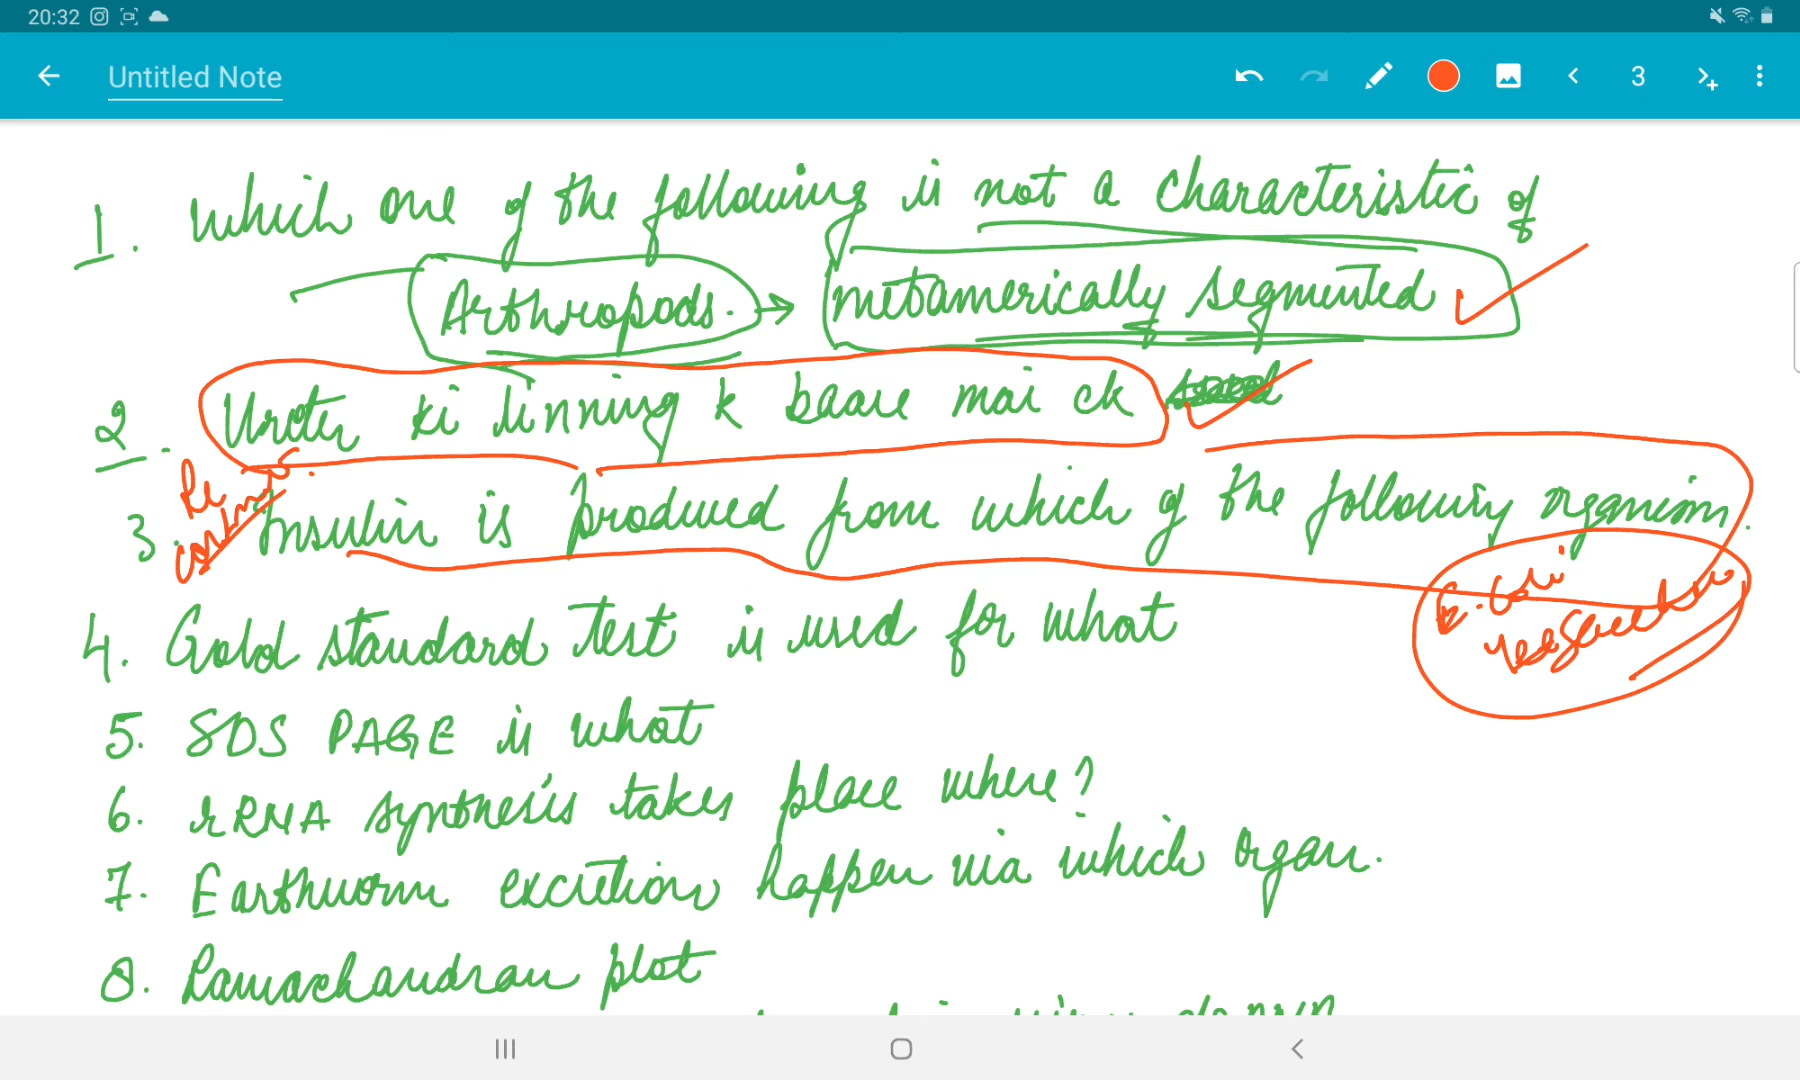 20:32
Untitled Note
3
1. Which one of the following is not a characteristic of
Arthropods. → metamerically segmented
2. Ureter ki linning k baare mai ek
3. Insulin is produced from which of the following organism.
E. Coli
4. Gold standard Test is used for what
5. SDS PAGE is what
6. rRNA synthesis takes place where?
7. Earthworm excretion happen via which organ.
8. Ramachandran plot